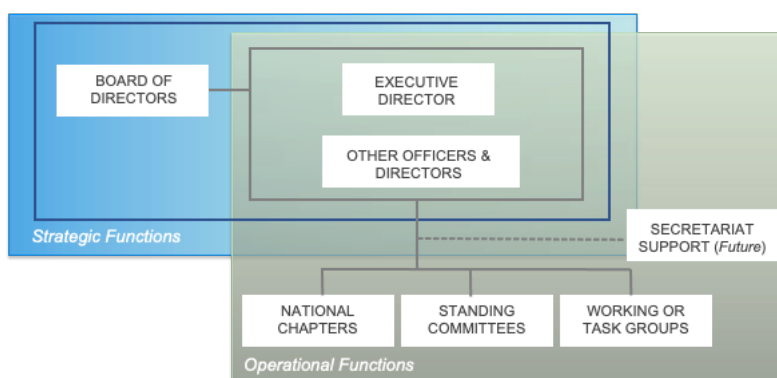 BOARD OF
DIRECTORS
EXECUTIVE
DIRECTOR
OTHER OFFICERS &
DIRECTORS
Strategic Functions
SECRETARIAT
SUPPORT (Future)
NATIONAL
CHAPTERS
STANDING
COMMITTEES
WORKING OR
TASK GROUPS
Operational Functions